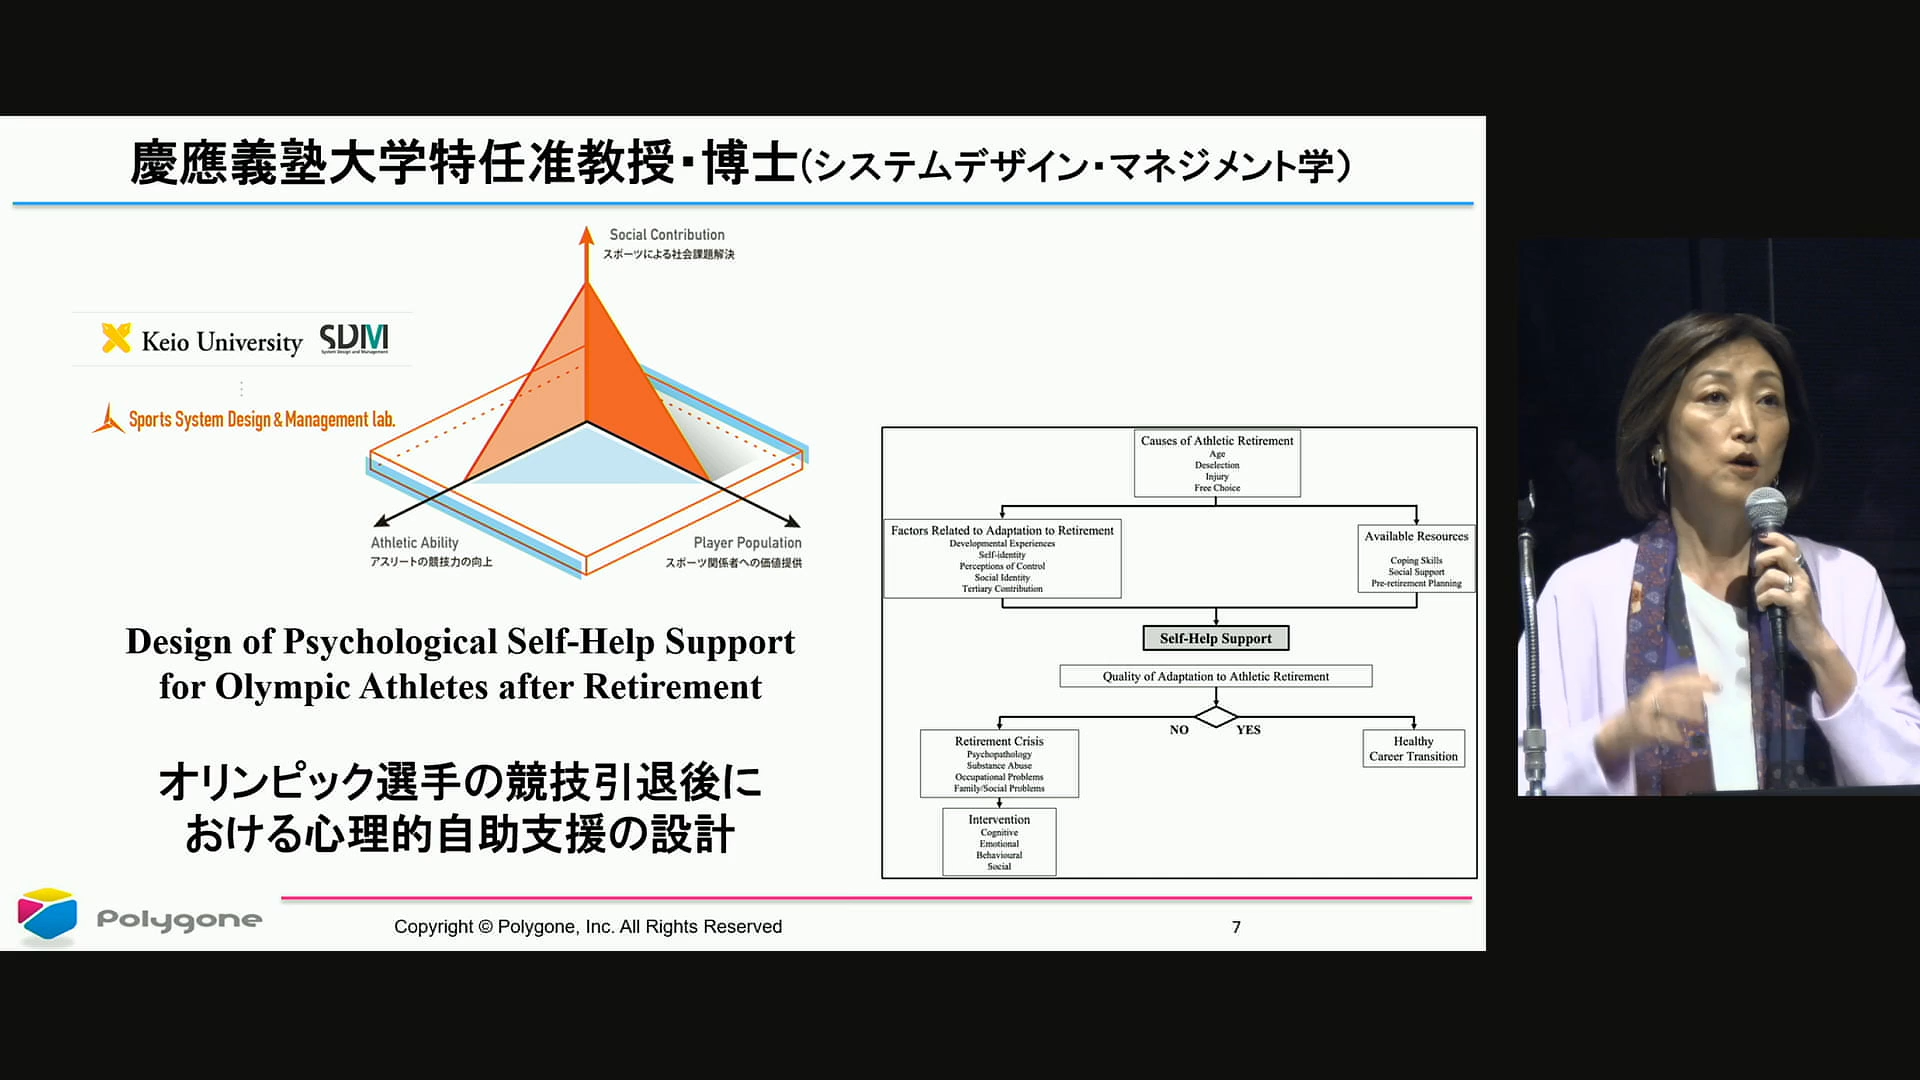 慶應義塾大学特任准教授・博士(システムデザイン・マネジメント学)
Social Contribution
スポーツによる社会課題解決
Keio University SDM
System Design and Management
Sports System Design & Management lab.
Athletic Ability
アスリートの競技力の向上
Player Population
スポーツ関係者への価値提供
Design of Psychological Self-Help Support
for Olympic Athletes after Retirement
オリンピック選手の競技引退後に
おける心理的自助支援の設計
Causes of Athletic Retirement
Age
Deselection
Injury
Free Choice
Factors Related to Adaptation to Retirement
Developmental Experiences
Self-identity
Perceptions of Control
Social Identity
Tertiary Contribution
Available Resources
Coping Skills
Social Support
Pre-retirement Planning
Self-Help Support
Quality of Adaptation to Athletic Retirement
NO
YES
Retirement Crisis
Psychopathology
Substance Abuse
Occupational Problems
Family/Social Problems
Healthy
Career Transition
Intervention
Cognitive
Emotional
Behavioural
Social
Polygone
Copyright © Polygone, Inc. All Rights Reserved
7